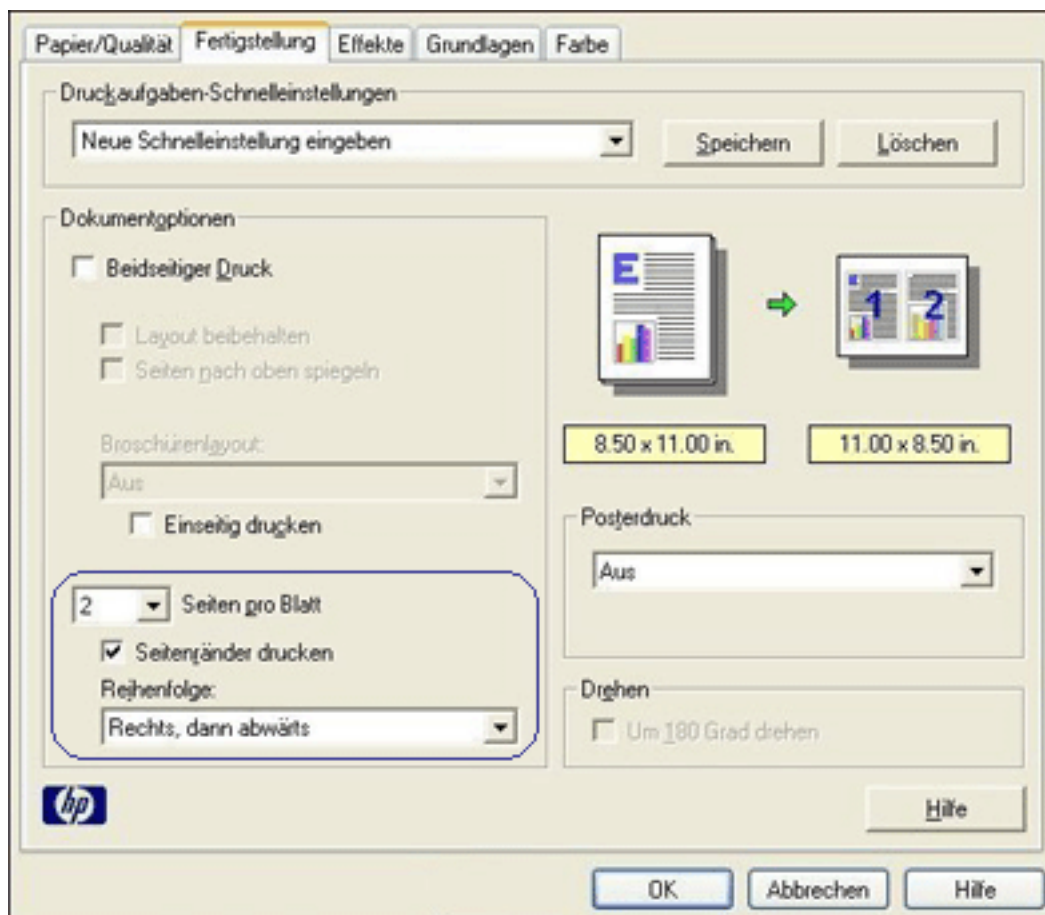 Papier/Qualität Fertigstellung Effekte Grundlagen Farbe
Druckaufgaben-Schnelleinstellungen
Neue Schnelleinstellung eingeben Speichern Löschen
Dokumentoptionen
Beidseitiger Druck
Layout beibehalten
Seiten nach oben spiegeln
Broschürenlayout:
Aus
Einseitig drucken
2 Seiten pro Blatt
Seitenränder drucken
Reihenfolge:
Rechts, dann abwärts
E
1 2
8.50 x 11.00 in. 11.00 x 8.50 in.
Posterdruck
Aus
Drehen
Um 180 Grad drehen
hp
Hilfe
OK Abbrechen Hilfe